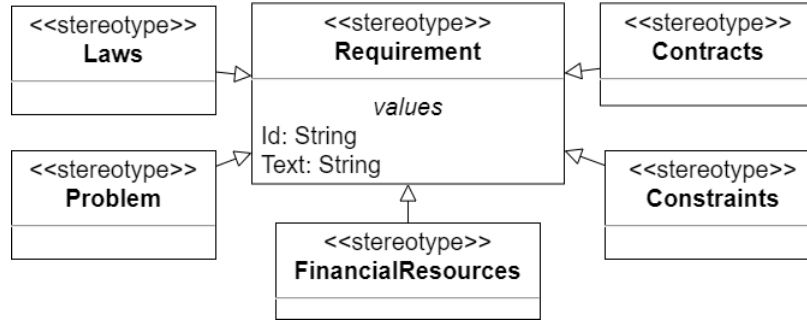 <<stereotype>>
Laws
<<stereotype>>
Requirement
values
Id: String
Text: String
<<stereotype>>
Contracts
<<stereotype>>
Problem
<<stereotype>>
Constraints
<<stereotype>>
FinancialResources